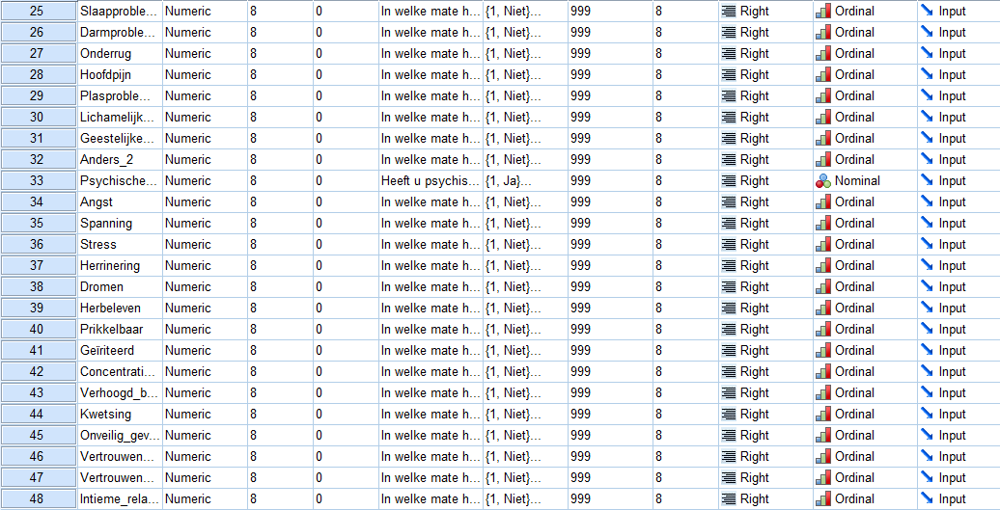 25 Slaapproble... Numeric 8 0 In welke mate h... {1, Niet}... 999 8 Right Ordinal Input
26 Darmproble... Numeric 8 0 In welke mate h... {1, Niet}... 999 8 Right Ordinal Input
27 Onderrug Numeric 8 0 In welke mate h... {1, Niet}... 999 8 Right Ordinal Input
28 Hoofdpijn Numeric 8 0 In welke mate h... {1, Niet}... 999 8 Right Ordinal Input
29 Plasproble... Numeric 8 0 In welke mate h... {1, Niet}... 999 8 Right Ordinal Input
30 Lichamelijk... Numeric 8 0 In welke mate h... {1, Niet}... 999 8 Right Ordinal Input
31 Geestelijke... Numeric 8 0 In welke mate h... {1, Niet}... 999 8 Right Ordinal Input
32 Anders_2 Numeric 8 0 In welke mate h... {1, Niet}... 999 8 Right Ordinal Input
33 Psychische... Numeric 8 0 Heeft u psychis... {1, Ja}... 999 8 Right Nominal Input
34 Angst Numeric 8 0 In welke mate h... {1, Niet}... 999 8 Right Ordinal Input
35 Spanning Numeric 8 0 In welke mate h... {1, Niet}... 999 8 Right Ordinal Input
36 Stress Numeric 8 0 In welke mate h... {1, Niet}... 999 8 Right Ordinal Input
37 Herrinering Numeric 8 0 In welke mate h... {1, Niet}... 999 8 Right Ordinal Input
38 Dromen Numeric 8 0 In welke mate h... {1, Niet}... 999 8 Right Ordinal Input
39 Herbeleven Numeric 8 0 In welke mate h... {1, Niet}... 999 8 Right Ordinal Input
40 Prikkelbaar Numeric 8 0 In welke mate h... {1, Niet}... 999 8 Right Ordinal Input
41 Geïriteerd Numeric 8 0 In welke mate h... {1, Niet}... 999 8 Right Ordinal Input
42 Concentrati... Numeric 8 0 In welke mate h... {1, Niet}... 999 8 Right Ordinal Input
43 Verhoogd_b... Numeric 8 0 In welke mate h... {1, Niet}... 999 8 Right Ordinal Input
44 Kwetsing Numeric 8 0 In welke mate h... {1, Niet}... 999 8 Right Ordinal Input
45 Onveilig_gev... Numeric 8 0 In welke mate h... {1, Niet}... 999 8 Right Ordinal Input
46 Vertrouwen... Numeric 8 0 In welke mate h... {1, Niet}... 999 8 Right Ordinal Input
47 Vertrouwen... Numeric 8 0 In welke mate h... {1, Niet}... 999 8 Right Ordinal Input
48 Intieme_rela... Numeric 8 0 In welke mate h... {1, Niet}... 999 8 Right Ordinal Input